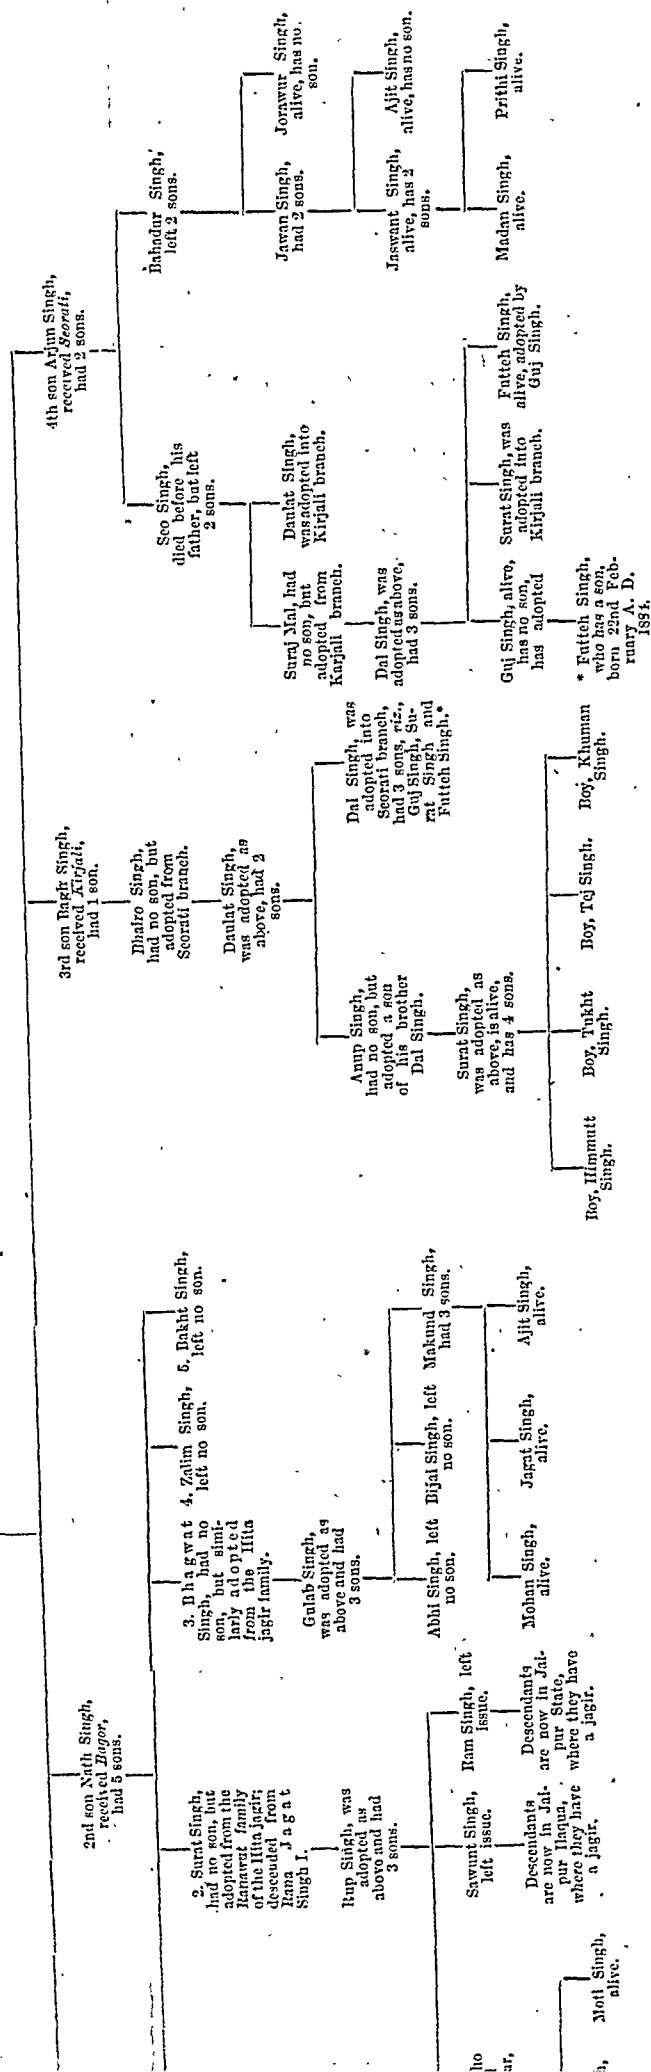 2nd son Nath Singh,
received Bagor,
had 5 sons.
2. Surat Singh,
had no son, but
adopted from the
Ranawut family
of the Hita jagir;
descended from
Rana Jagat
Singh I.
Rup Singh, was
adopted as
above and had
3 sons.
Sawunt Singh,
left issue.
Descendants
are now in Jai-
pur Ilaqua,
where they have
a jagir.
Ram Singh, left
issue.
Descendants
are now in Jai-
pur State,
where they have
a jagir.
Moti Singh,
alive.
3. Bhagwat
Singh, had no
son, but simi-
larly adopted
from the Hita
jagir family.
Gulab Singh,
was adopted as
above and had
3 sons.
Abhi Singh, left
no son.
Bijai Singh, left
no son.
Makund Singh,
had 3 sons.
Mohan Singh,
alive.
Jagat Singh,
alive.
Ajit Singh,
alive.
4. Zalim Singh,
left no son.
5. Bakht Singh,
left no son.
3rd son Bagh Singh,
received Kirjali,
had 1 son.
Bhairo Singh,
had no son, but
adopted from
Seorati branch.
Daulat Singh,
was adopted as
above, had 2
sons.
Anup Singh,
had no son, but
adopted a son
of his brother
Dal Singh.
Surat Singh,
was adopted as
above, is alive,
and has 4 sons.
Boy, Himmutt
Singh.
Boy, Tukht
Singh.
Boy, Tej Singh.
Boy, Khuman
Singh.
Dal Singh, was
adopted into
Seorati branch,
had 3 sons, viz.,
Guj Singh, Su-
rat Singh and
Futteh Singh.*
4th son Arjun Singh,
received Seorati,
had 2 sons.
Seo Singh,
died before his
father, but left
2 sons.
Suraj Mal, had
no son, but
adopted from
Karjali branch.
Daulat Singh,
was adopted into
Kirjali branch.
Dal Singh, was
adopted as above,
had 3 sons.
Guj Singh, alive,
has no son,
has adopted
* Futteh Singh,
who has a son,
born 22nd Feb-
ruary A. D.
1884.
Surat Singh, was
adopted into
Kirjali branch.
Futteh Singh,
alive, adopted by
Guj Singh.
Bahadur Singh,
left 2 sons.
Jawan Singh,
had 2 sons.
Jorawur Singh,
alive, has no
son.
Jaswant Singh,
alive, has 2
sons.
Ajit Singh,
alive, has no son.
Madan Singh,
alive.
Prithi Singh,
alive.